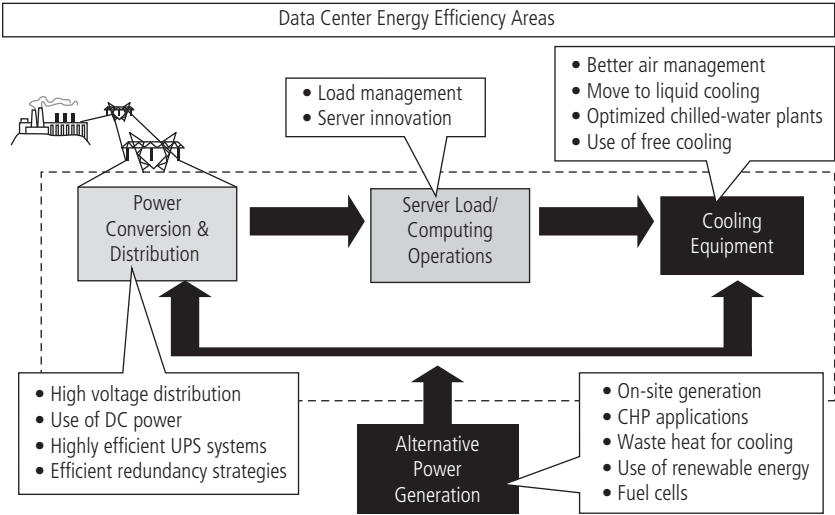 Data Center Energy Efficiency Areas
• Better air management
• Move to liquid cooling
• Optimized chilled-water plants
• Use of free cooling
• Load management
• Server innovation
Power
Conversion &
Distribution
Server Load/
Computing
Operations
Cooling
Equipment
• High voltage distribution
• Use of DC power
• Highly efficient UPS systems
• Efficient redundancy strategies
Alternative
Power
Generation
• On-site generation
• CHP applications
• Waste heat for cooling
• Use of renewable energy
• Fuel cells